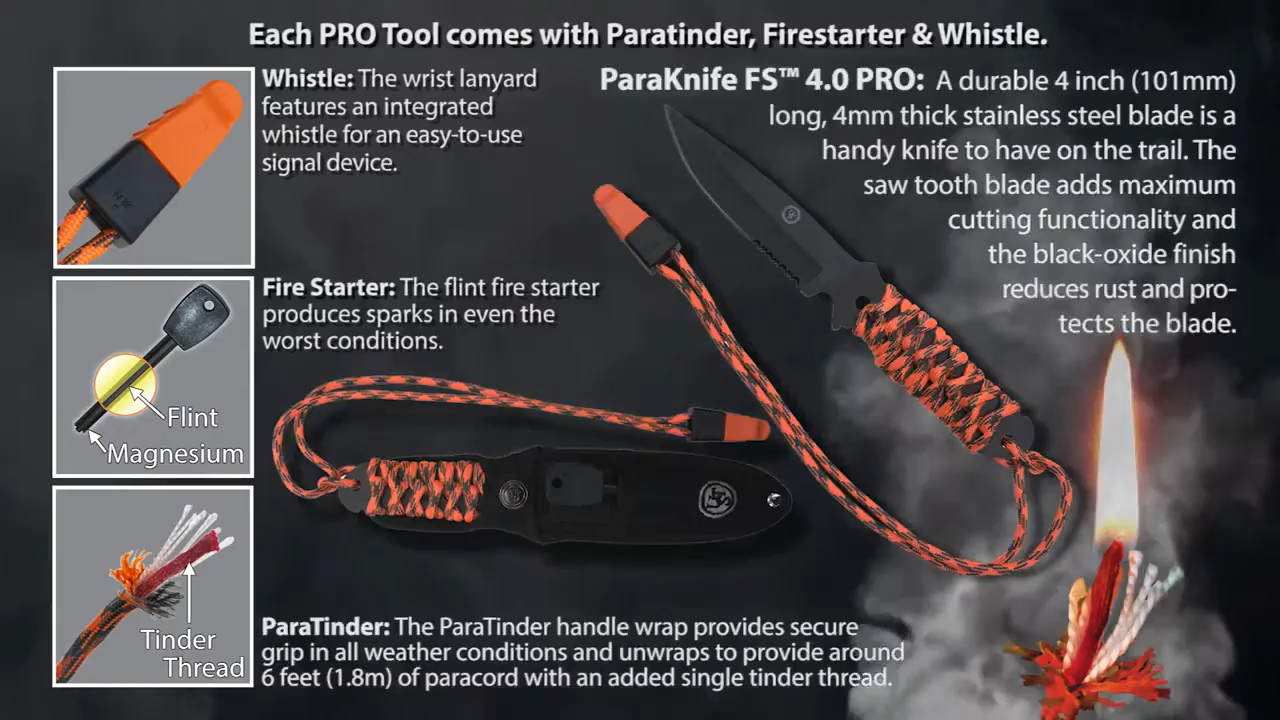 Each PRO Tool comes with Paratinder, Firestarter & Whistle.
Whistle: The wrist lanyard
features an integrated
whistle for an easy-to-use
signal device.
ParaKnife FS™ 4.0 PRO: A durable 4 inch (101mm)
long, 4mm thick stainless steel blade is a
handy knife to have on the trail. The
saw tooth blade adds maximum
cutting functionality and
the black-oxide finish
reduces rust and pro-
tects the blade.
Fire Starter: The flint fire starter
produces sparks in even the
worst conditions.
Flint
Magnesium
Tinder
Thread
ParaTinder: The ParaTinder handle wrap provides secure
grip in all weather conditions and unwraps to provide around
6 feet (1.8m) of paracord with an added single tinder thread.